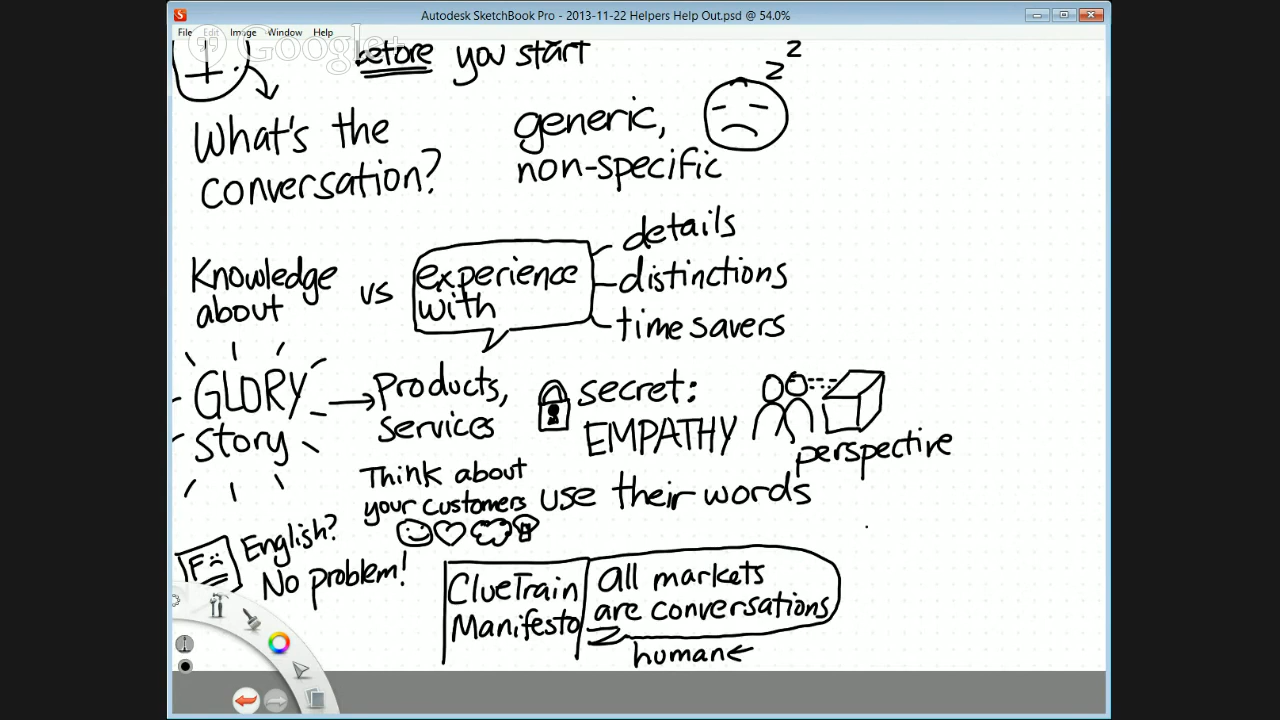 Autodesk SketchBook Pro - 2013-11-22 Helpers Help Out.psd @ 54.0%
File Edit Image Window Help
Google+
before you start
z z
What's the
conversation?
generic,
non-specific
Knowledge
about
vs
experience
with
details
distinctions
time savers
GLORY
story
Products,
services
secret:
EMPATHY
perspective
Think about
your customers
use their words
F
English?
No problem!
ClueTrain
Manifesto
all markets
are conversations
human